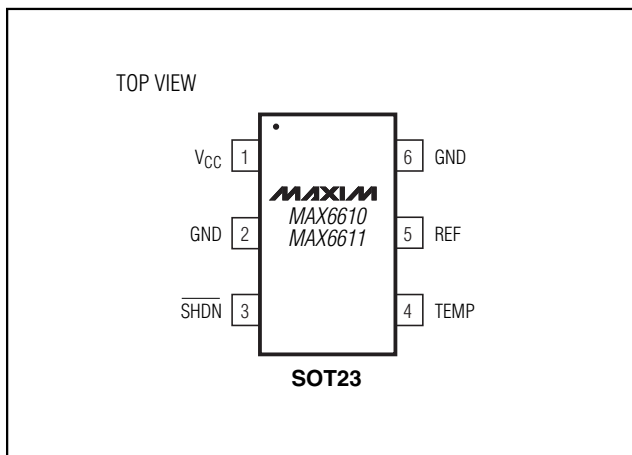 TOP VIEW
VCC 1
6 GND
MAXIM
MAX6610
MAX6611
GND 2
5 REF
SHDN 3
4 TEMP
SOT23